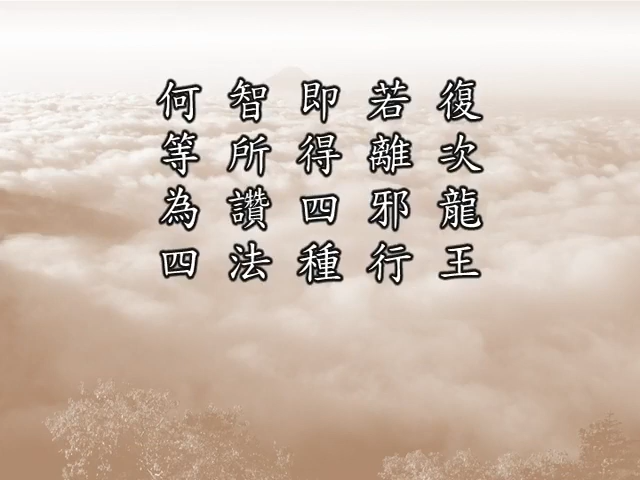 復次龍王
若離邪行
即得四種
智所讚法
何等為四